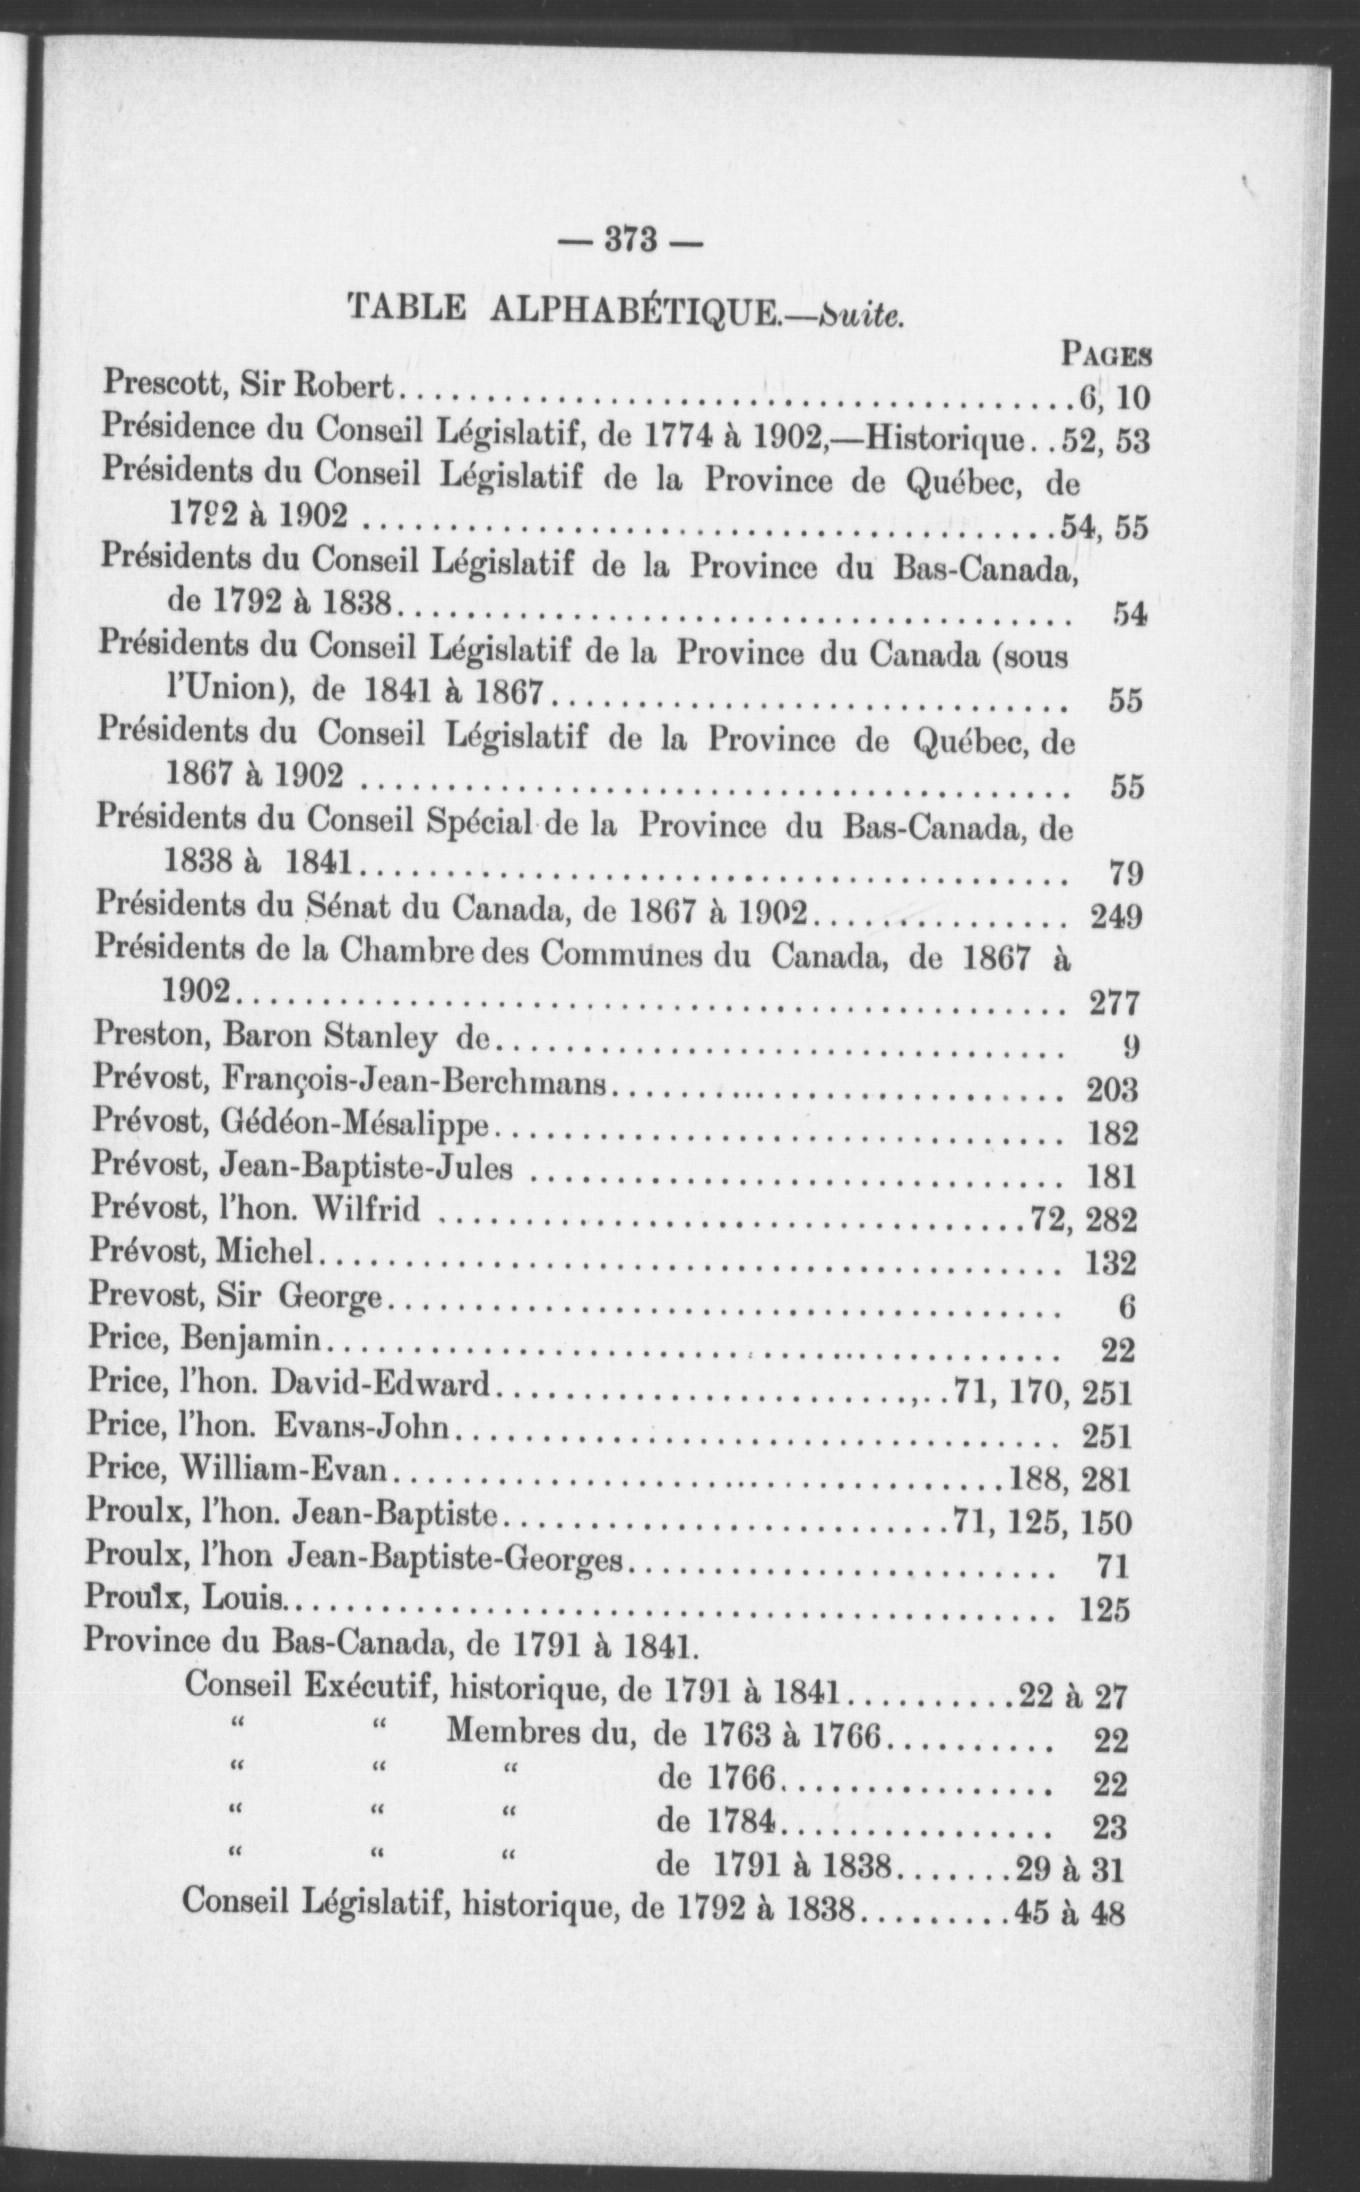 — 373 —
TABLE ALPHABÉTIQUE.—Suite.
PAGES
Prescott, Sir Robert........................................6, 10
Présidence du Conseil Législatif, de 1774 à 1902,—Historique..52, 53
Présidents du Conseil Législatif de la Province de Québec, de
1792 à 1902 ........................................54, 55
Présidents du Conseil Législatif de la Province du Bas-Canada,
de 1792 à 1838........................................ 54
Présidents du Conseil Législatif de la Province du Canada (sous
l'Union), de 1841 à 1867.............................. 55
Présidents du Conseil Législatif de la Province de Québec, de
1867 à 1902 ......................................... 55
Présidents du Conseil Spécial de la Province du Bas-Canada, de
1838 à 1841......................................... 79
Présidents du Sénat du Canada, de 1867 à 1902............... 249
Présidents de la Chambre des Communes du Canada, de 1867 à
1902................................................ 277
Preston, Baron Stanley de................................. 9
Prévost, François-Jean-Berchmans........................... 203
Prévost, Gédéon-Mésalippe................................. 182
Prévost, Jean-Baptiste-Jules ............................... 181
Prévost, l'hon. Wilfrid ..................................72, 282
Prévost, Michel........................................... 132
Prevost, Sir George....................................... 6
Price, Benjamin........................................... 22
Price, l'hon. David-Edward........................,..71, 170, 251
Price, l'hon. Evans-John................................... 251
Price, William-Evan....................................188, 281
Proulx, l'hon. Jean-Baptiste..........................71, 125, 150
Proulx, l'hon Jean-Baptiste-Georges......................... 71
Proulx, Louis............................................. 125
Province du Bas-Canada, de 1791 à 1841.
Conseil Exécutif, historique, de 1791 à 1841..........22 à 27
“ “ Membres du, de 1763 à 1766.......... 22
“ “ “ de 1766................ 22
“ “ “ de 1784................ 23
“ “ “ de 1791 à 1838.......29 à 31
Conseil Législatif, historique, de 1792 à 1838.........45 à 48